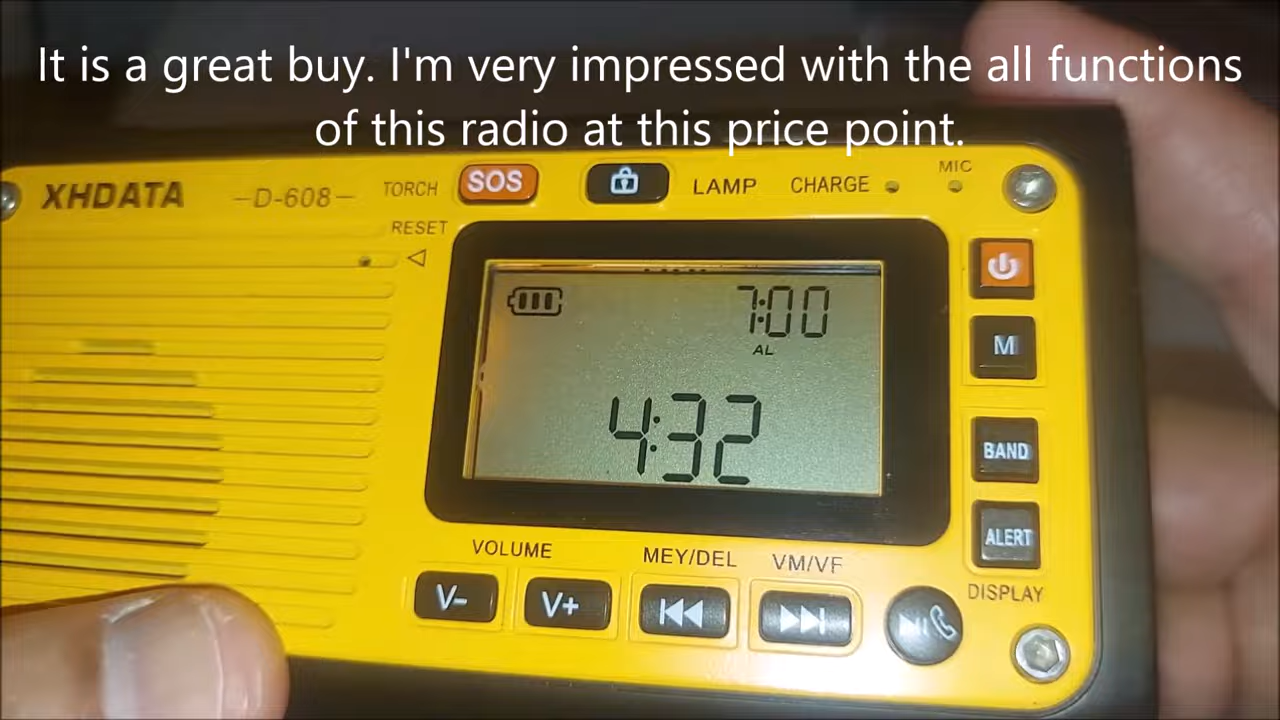 It is a great buy. I'm very impressed with the all functions
of this radio at this price point.
XHDATA
-D-608-
TORCH
SOS
LAMP
CHARGE
MIC
RESET
7:00
AL
4:32
M
BAND
ALERT
DISPLAY
VOLUME
MEY/DEL
VM/VF
V-
V+